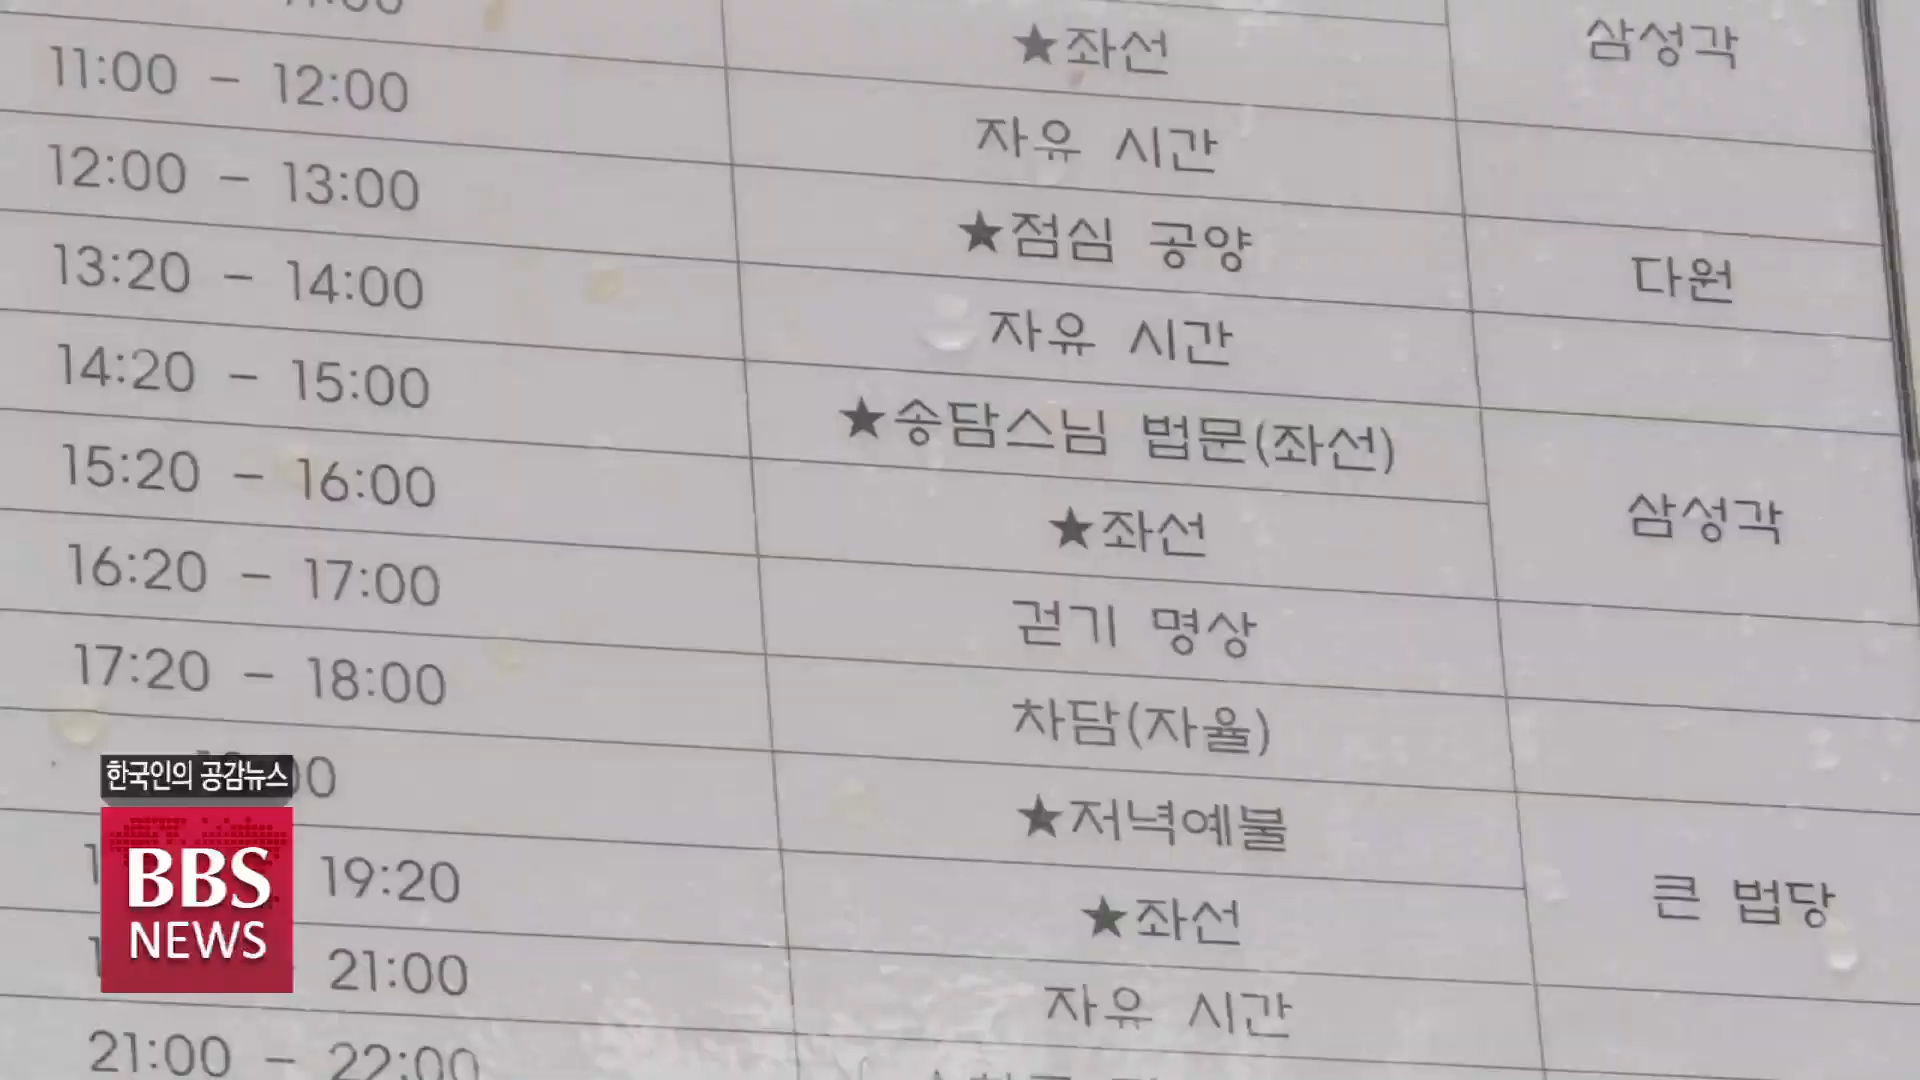 ★좌선 삼성각
11:00 - 12:00 자유 시간
12:00 - 13:00 ★점심 공양 다원
13:20 - 14:00 자유 시간
14:20 - 15:00 ★송담스님 법문(좌선) 삼성각
15:20 - 16:00 ★좌선
16:20 - 17:00 걷기 명상
17:20 - 18:00 차담(자율)
★저녁예불 큰 법당
19:20 ★좌선
21:00 자유 시간
21:00 - 22:00
한국인의 공감뉴스
BBS
NEWS